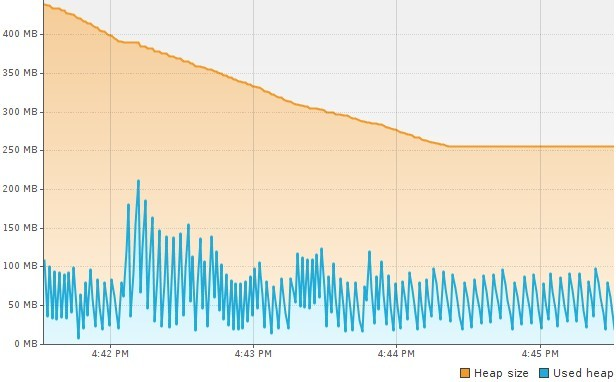 400 MB
350 MB
300 MB
250 MB
200 MB
150 MB
100 MB
50 MB
0 MB
4:42 PM 4:43 PM 4:44 PM 4:45 PM
Heap size Used heap